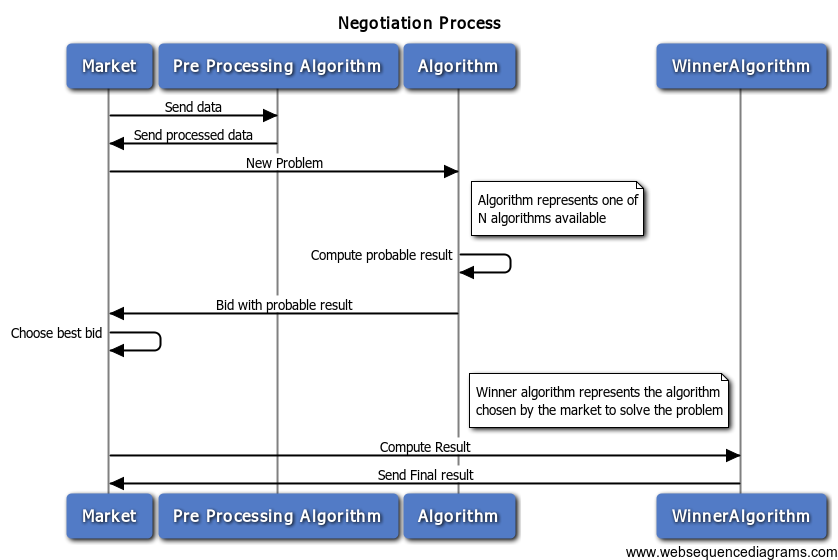 Negotiation Process
Market
Pre Processing Algorithm
Algorithm
WinnerAlgorithm
Send data
Send processed data
New Problem
Algorithm represents one of
N algorithms available
Compute probable result
Bid with probable result
Choose best bid
Winner algorithm represents the algorithm
chosen by the market to solve the problem
Compute Result
Send Final result
Market
Pre Processing Algorithm
Algorithm
WinnerAlgorithm
www.websequencediagrams.com